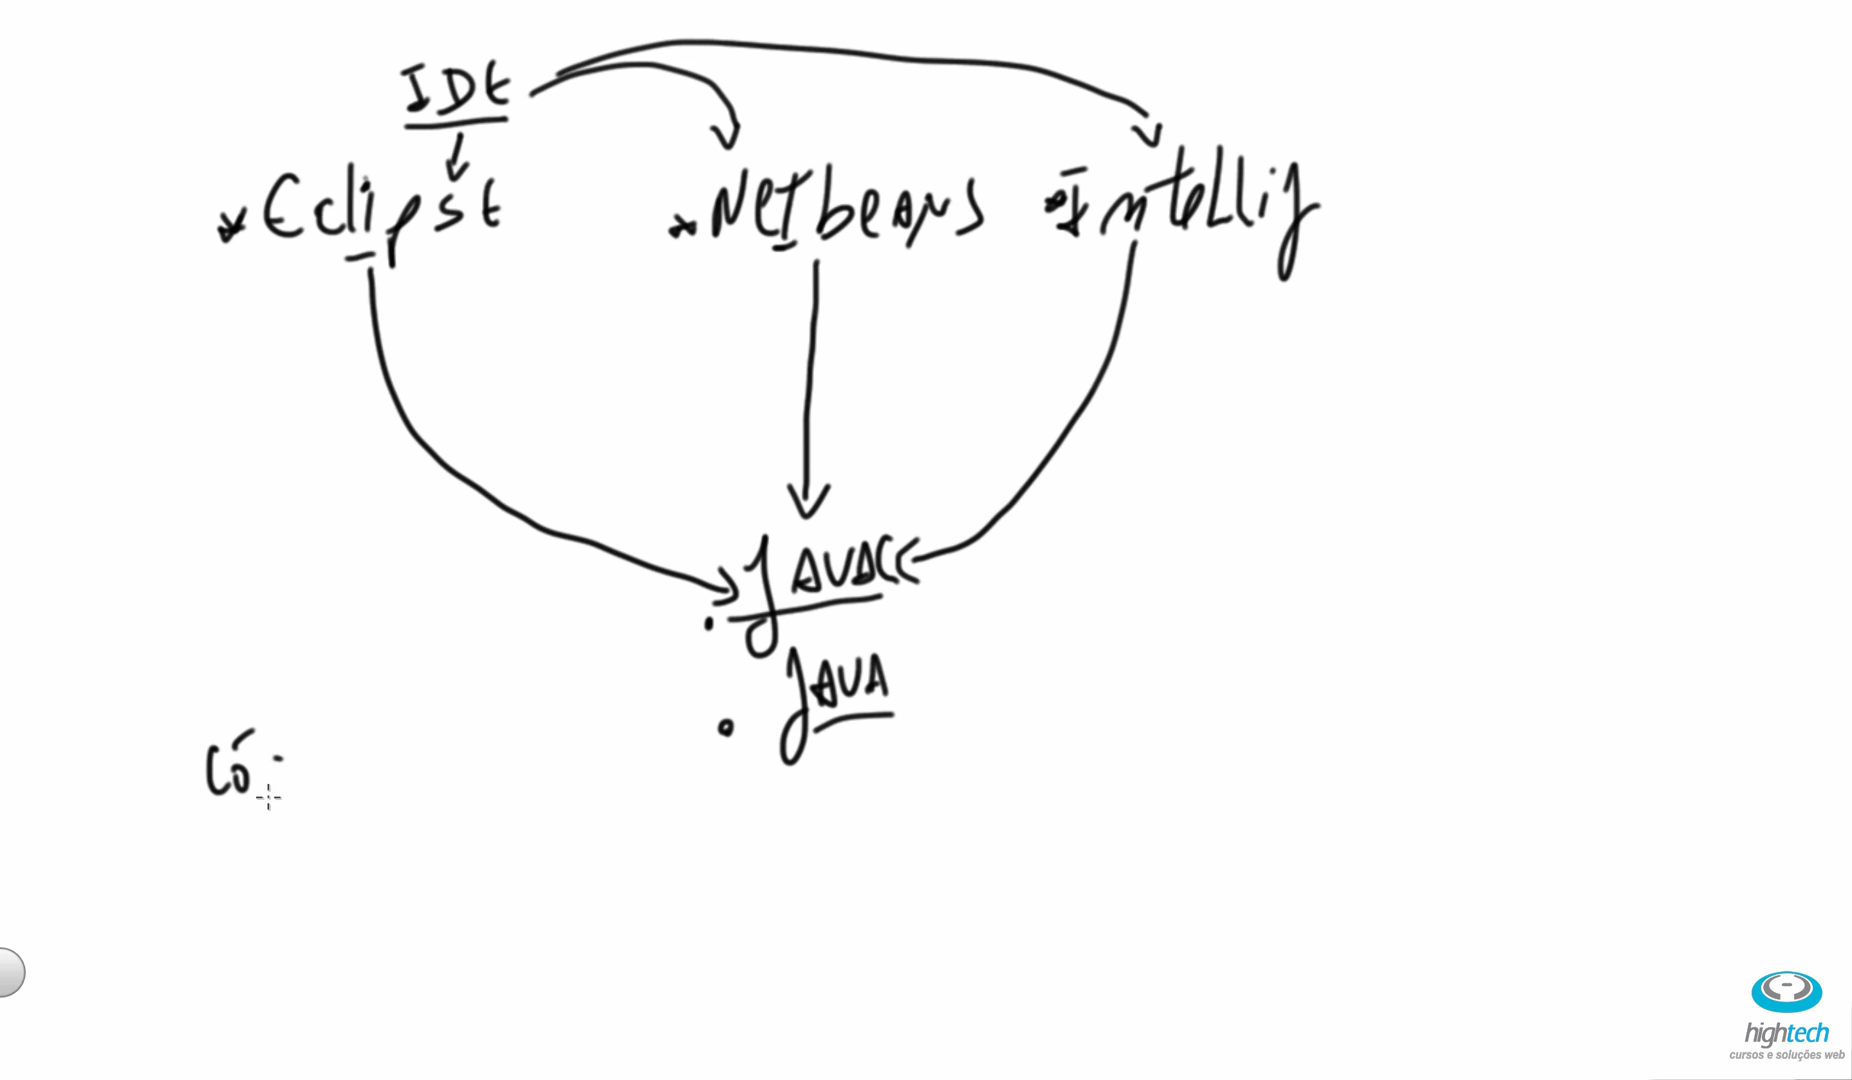 IDE
Eclipse Netbeans Intellij
JAVAC
JAVA
Có
hightech
cursos e soluções web